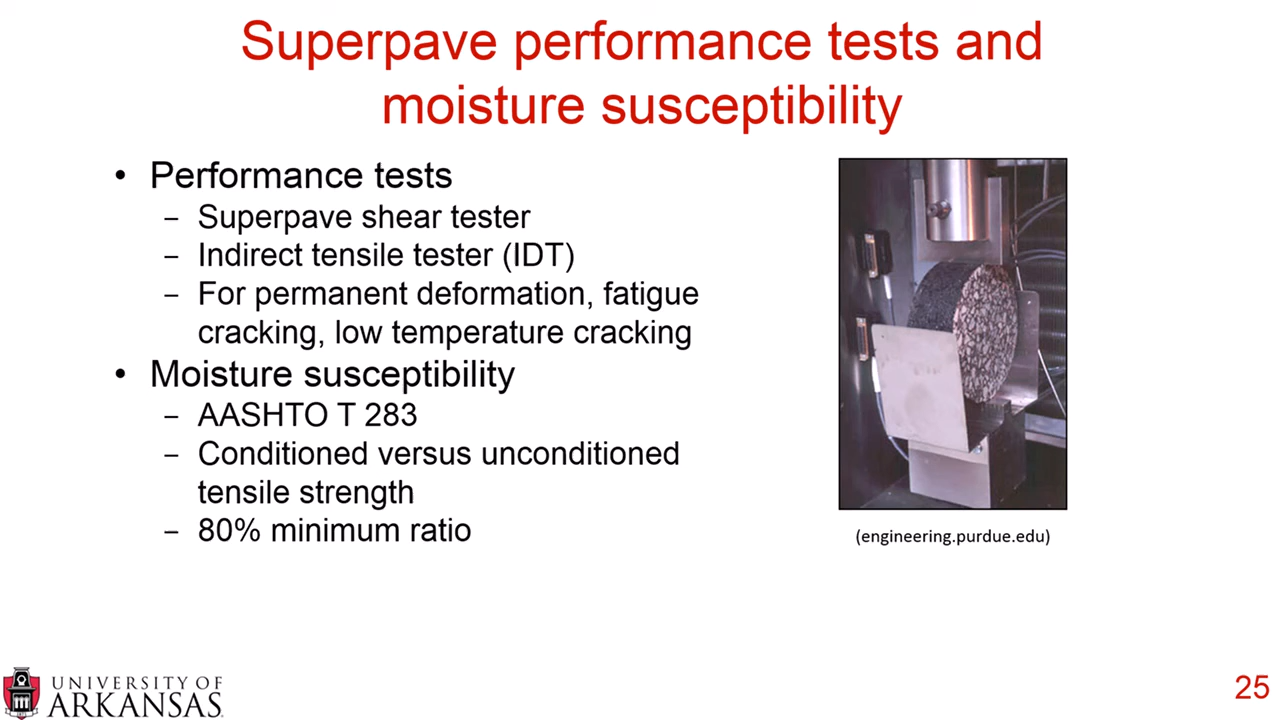 Superpave performance tests and
moisture susceptibility
• Performance tests
– Superpave shear tester
– Indirect tensile tester (IDT)
– For permanent deformation, fatigue
cracking, low temperature cracking
• Moisture susceptibility
– AASHTO T 283
– Conditioned versus unconditioned
tensile strength
– 80% minimum ratio
(engineering.purdue.edu)
UNIVERSITY OF
ARKANSAS
25